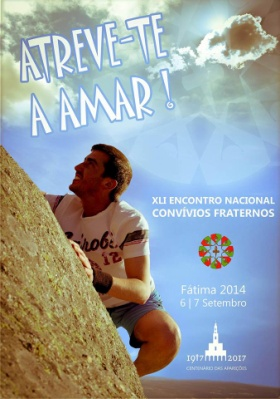 ATREVE-TE
A AMAR!
XLI ENCONTRO NACIONAL
CONVÍVIOS FRATERNOS
Fátima 2014
6 | 7 Setembro
1917 2017
CENTENÁRIO DAS APARIÇÕES